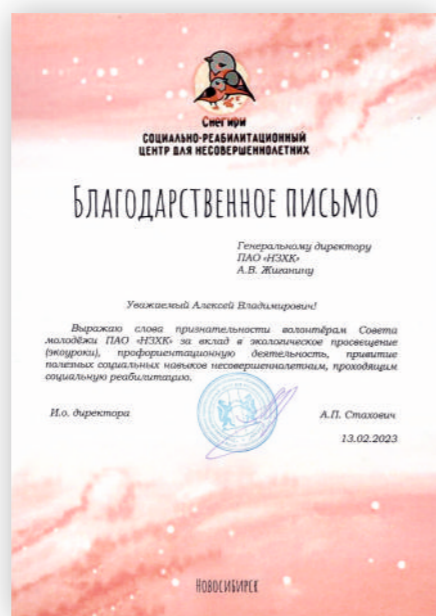 Снегири
СОЦИАЛЬНО-РЕАБИЛИТАЦИОННЫЙ
ЦЕНТР ДЛЯ НЕСОВЕРШЕННОЛЕТНИХ
БЛАГОДАРСТВЕННОЕ ПИСЬМО
Генеральному директору
ПАО «НЗХК»
А.В. Жиганину
Уважаемый Алексей Владимирович!
Выражаю слова признательности волонтёрам Совета
молодёжи ПАО «НЗХК» за вклад в экологическое просвещение
(экоуроки), профориентационную деятельность, привитие
полезных социальных навыков несовершеннолетним, проходящим
социальную реабилитацию.
И.о. директора
А.П. Стахович
13.02.2023
НОВОСИБИРСК